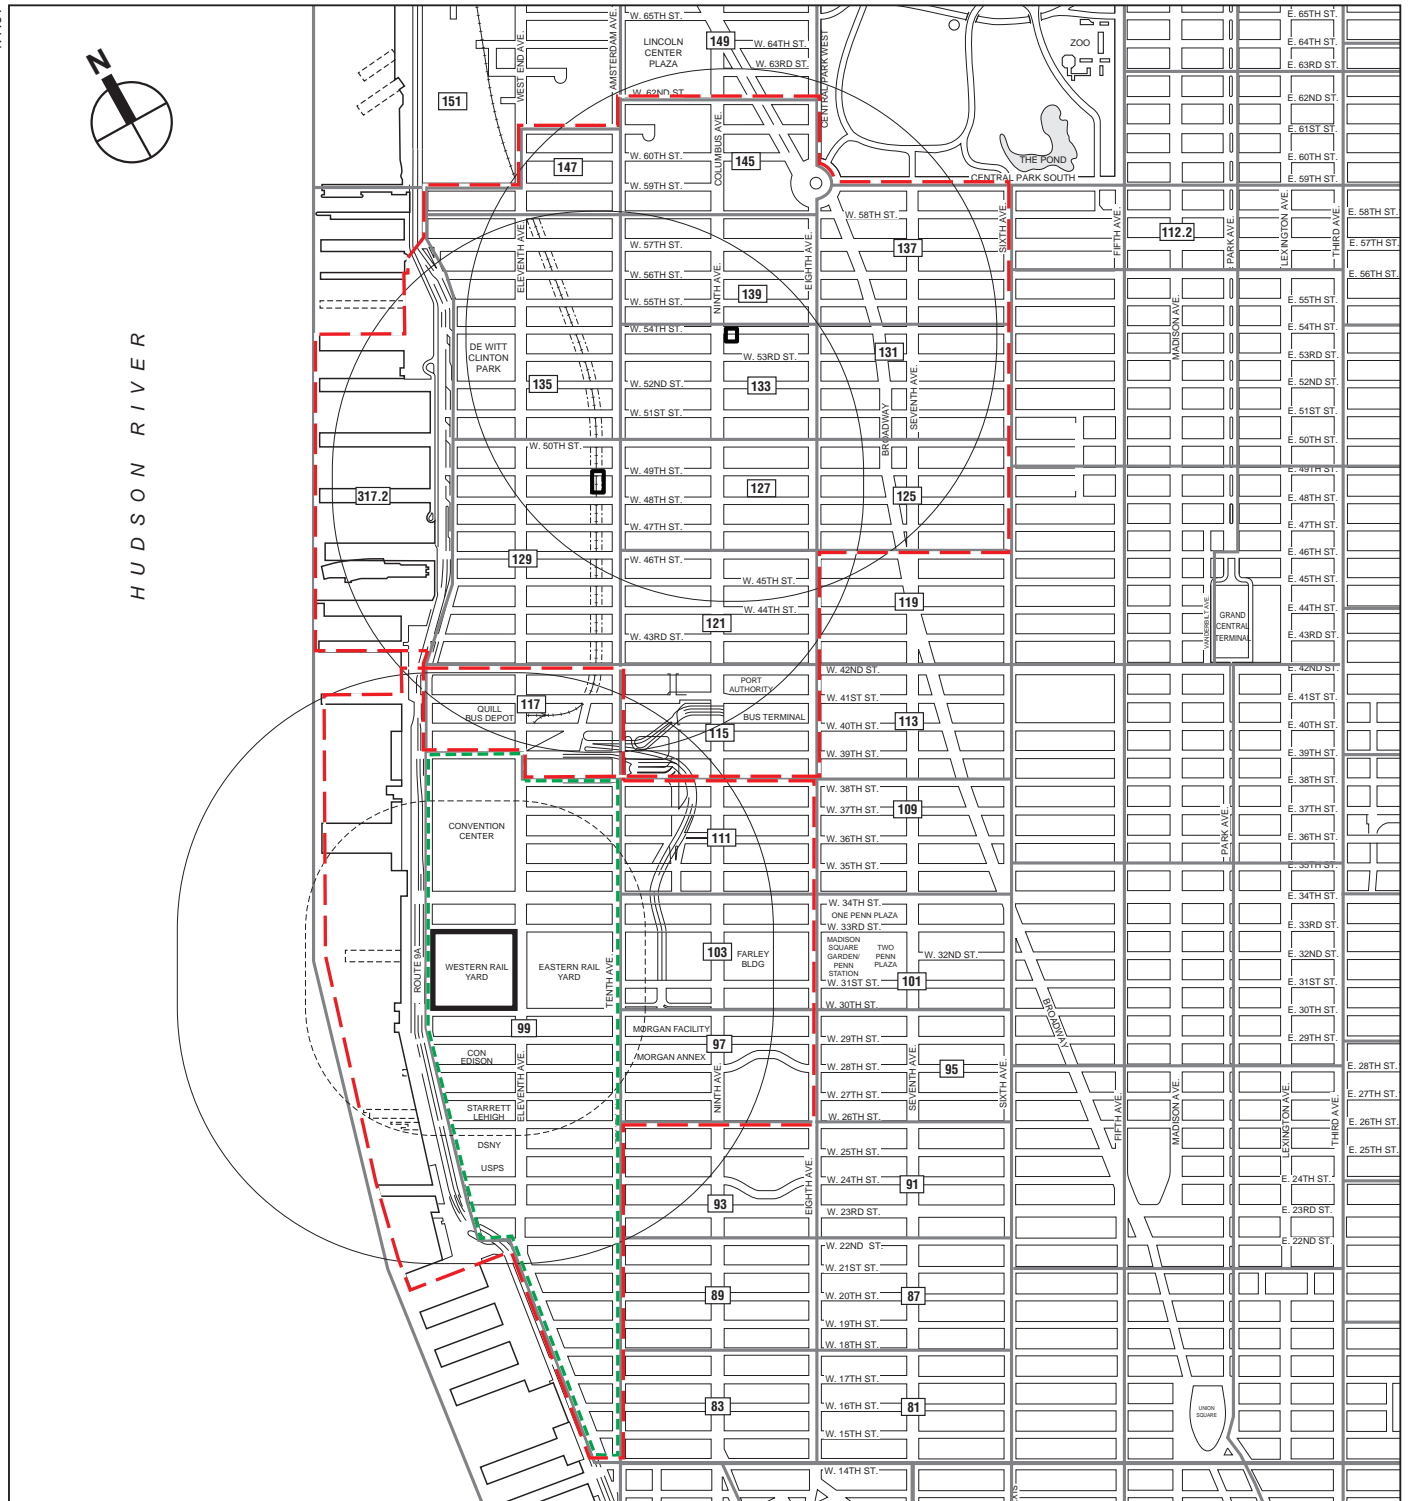 N
HUDSON RIVER
W. 65TH ST.
LINCOLN
CENTER
PLAZA
149
W. 64TH ST.
W. 63RD ST.
W. 62ND ST.
WEST END AVE.
AMSTERDAM AVE.
CENTRAL PARK WEST
ZOO
E. 65TH ST.
E. 64TH ST.
E. 63RD ST.
E. 62ND ST.
E. 61ST ST.
E. 60TH ST.
E. 59TH ST.
151
147
W. 60TH ST.
W. 59TH ST.
COLUMBUS AVE.
145
THE POND
CENTRAL PARK SOUTH
W. 58TH ST.
W. 57TH ST.
W. 56TH ST.
W. 55TH ST.
W. 54TH ST.
ELEVENTH AVE.
NINTH AVE.
EIGHTH AVE.
SIXTH AVE.
FIFTH AVE.
PARK AVE.
LEXINGTON AVE.
THIRD AVE.
137
112.2
E. 58TH ST.
E. 57TH ST.
E. 56TH ST.
139
E. 55TH ST.
E. 54TH ST.
E. 53RD ST.
E. 52ND ST.
E. 51ST ST.
E. 50TH ST.
E. 49TH ST.
E. 48TH ST.
E. 47TH ST.
E. 46TH ST.
E. 45TH ST.
E. 44TH ST.
E. 43RD ST.
E. 42ND ST.
MADISON AVE.
DE WITT
CLINTON
PARK
135
W. 53RD ST.
W. 52ND ST.
133
131
W. 51ST ST.
SEVENTH AVE.
BROADWAY
W. 50TH ST.
W. 49TH ST.
W. 48TH ST.
W. 47TH ST.
317.2
127
125
129
W. 46TH ST.
W. 45TH ST.
W. 44TH ST.
W. 43RD ST.
121
119
VANDERBILT AVE.
GRAND
CENTRAL
TERMINAL
W. 42ND ST.
W. 41ST ST.
W. 40TH ST.
W. 39TH ST.
PORT
AUTHORITY
BUS TERMINAL
117
QUILL
BUS DEPOT
115
113
E. 41ST ST.
E. 40TH ST.
E. 39TH ST.
E. 38TH ST.
E. 37TH ST.
E. 36TH ST.
E. 35TH ST.
E. 34TH ST.
E. 33RD ST.
E. 32ND ST.
E. 31ST ST.
E. 30TH ST.
E. 29TH ST.
PARK AVE.
W. 38TH ST.
W. 37TH ST.
W. 36TH ST.
W. 35TH ST.
109
CONVENTION
CENTER
111
W. 34TH ST.
ONE PENN PLAZA
W. 33RD ST.
MADISON
SQUARE
GARDEN/
PENN
STATION
TWO
PENN
PLAZA
W. 32ND ST.
W. 31ST ST.
101
W. 30TH ST.
ROUTE 9A
WESTERN RAIL
YARD
EASTERN RAIL
YARD
TENTH AVE.
103
FARLEY
BLDG
BROADWAY
99
MORGAN FACILITY
97
MORGAN ANNEX
CON
EDISON
ELEVENTH AVE.
NINTH AVE.
W. 29TH ST.
W. 28TH ST.
W. 27TH ST.
W. 26TH ST.
SEVENTH AVE.
95
SIXTH AVE.
FIFTH AVE.
MADISON AVE.
LEXINGTON AVE.
THIRD AVE.
E. 28TH ST.
E. 27TH ST.
E. 26TH ST.
E. 25TH ST.
E. 24TH ST.
E. 23RD ST.
E. 22ND ST.
STARRETT
LEHIGH
DSNY
USPS
EIGHTH AVE.
W. 25TH ST.
W. 24TH ST.
91
93
W. 23RD ST.
W. 22ND ST.
W. 21ST ST.
W. 20TH ST.
89
87
W. 19TH ST.
W. 18TH ST.
W. 17TH ST.
W. 16TH ST.
83
81
W. 15TH ST.
W. 14TH ST.
UNION
SQUARE